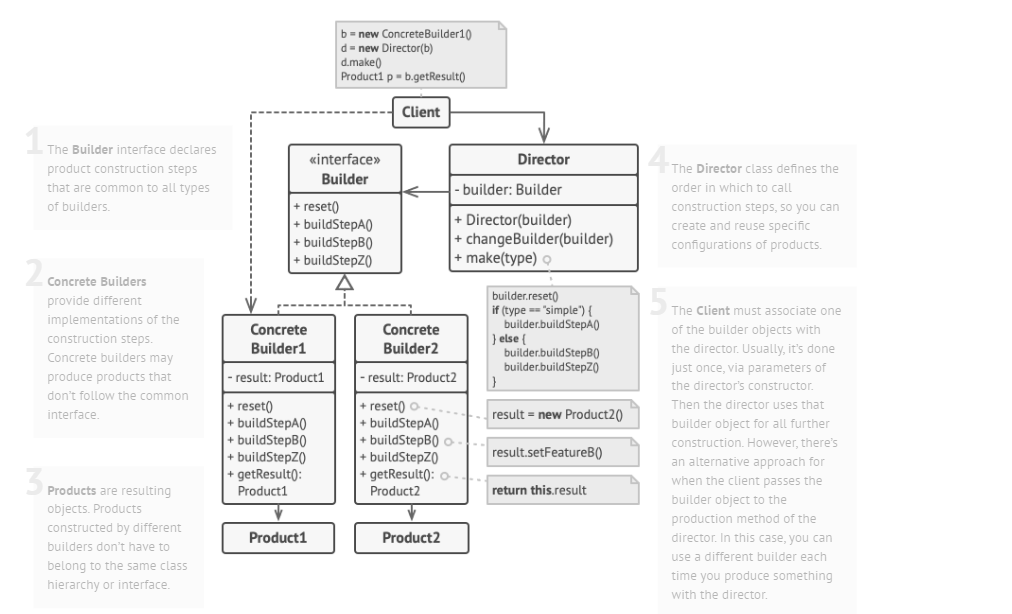 b = new ConcreteBuilder1()
d = new Director(b)
d.make()
Product1 p = b.getResult()
Client
1
The Builder interface declares
product construction steps
that are common to all types
of builders.
«interface»
Builder
+ reset()
+ buildStepA()
+ buildStepB()
+ buildStepZ()
Director
- builder: Builder
+ Director(builder)
+ changeBuilder(builder)
+ make(type)
4
The Director class defines the
order in which to call
construction steps, so you can
create and reuse specific
configurations of products.
2
Concrete Builders
provide different
implementations of the
construction steps.
Concrete builders may
produce products that
don't follow the common
interface.
Concrete
Builder1
- result: Product1
+ reset()
+ buildStepA()
+ buildStepB()
+ buildStepZ()
+ getResult():
Product1
Concrete
Builder2
- result: Product2
+ reset()
+ buildStepA()
+ buildStepB()
+ buildStepZ()
+ getResult():
Product2
builder.reset()
if (type == "simple") {
builder.buildStepA()
} else {
builder.buildStepB()
builder.buildStepZ()
}
result = new Product2()
result.setFeatureB()
return this.result
5
The Client must associate one
of the builder objects with
the director. Usually, it's done
just once, via parameters of
the director's constructor.
Then the director uses that
builder object for all further
construction. However, there's
an alternative approach for
when the client passes the
builder object to the
production method of the
director. In this case, you can
use a different builder each
time you produce something
with the director.
3
Products are resulting
objects. Products
constructed by different
builders don't have to
belong to the same class
hierarchy or interface.
Product1
Product2